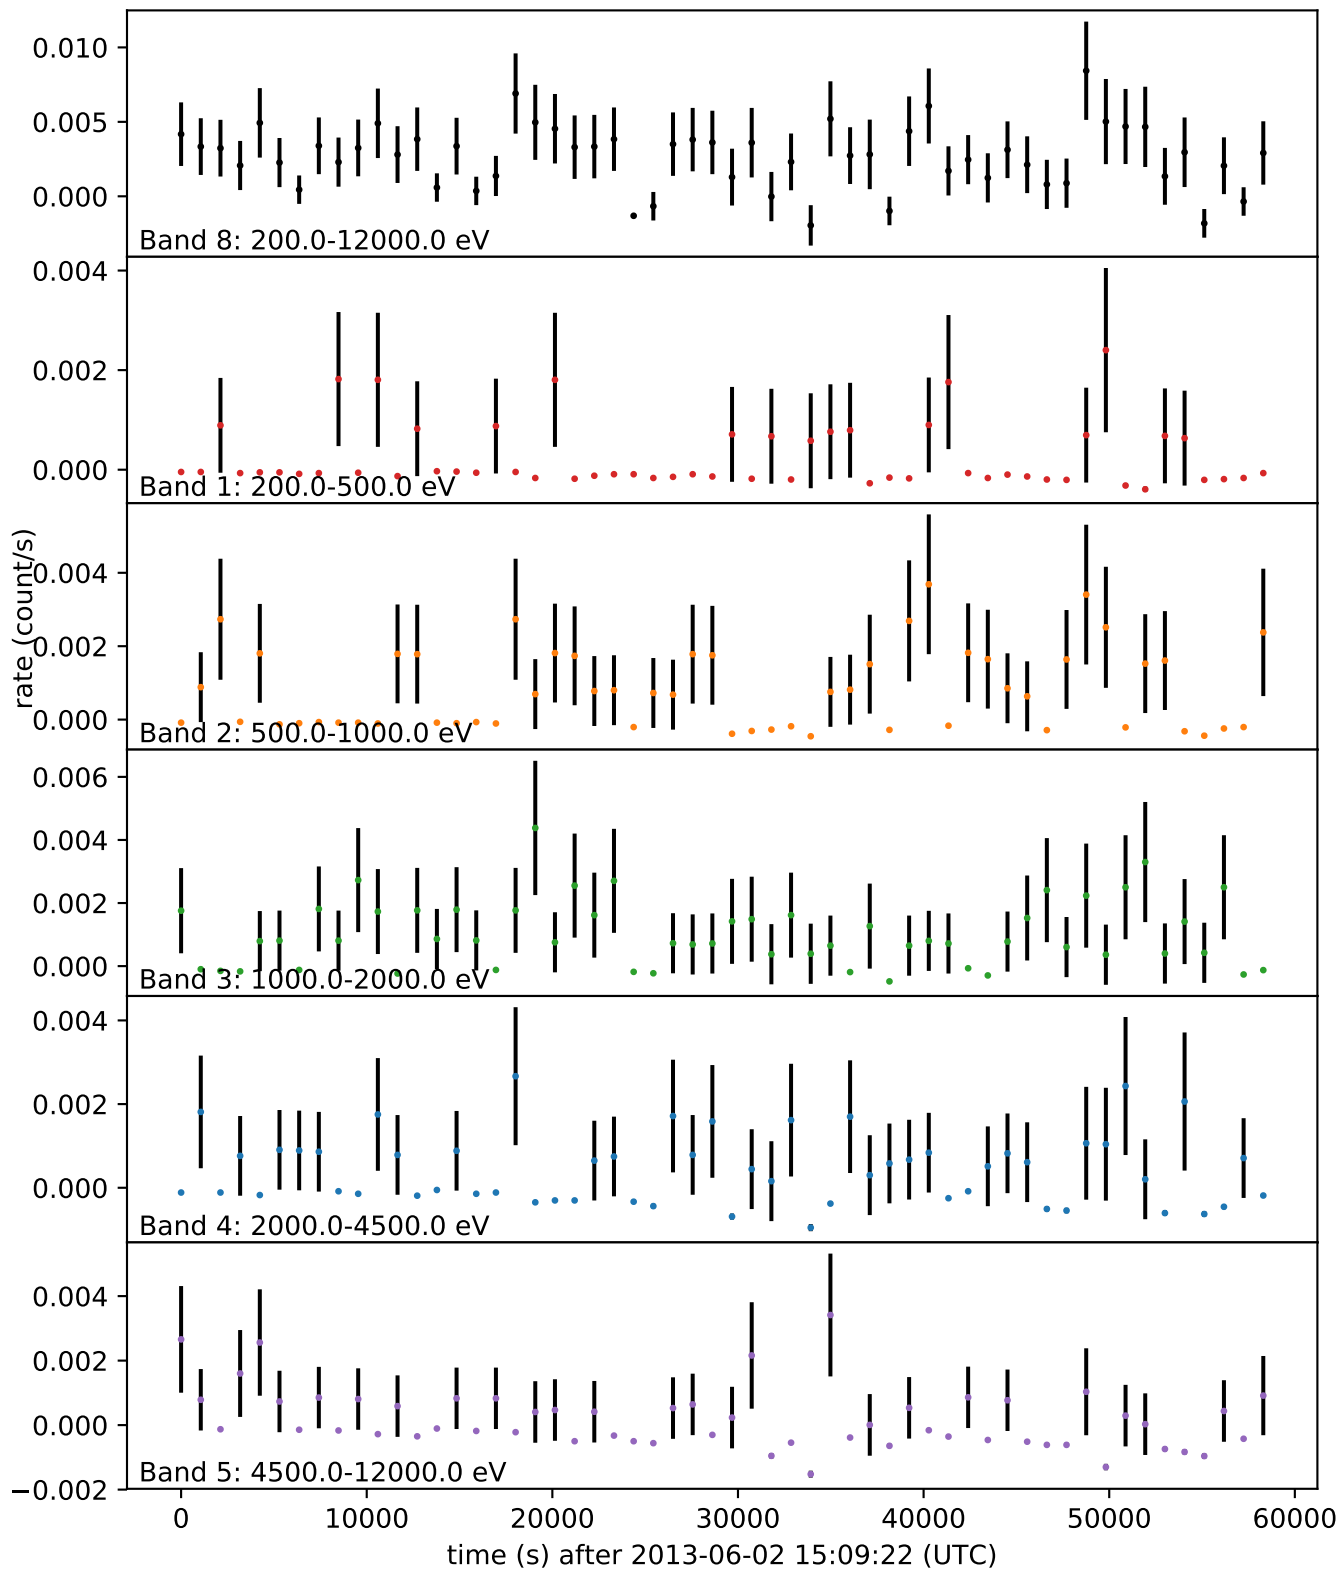 0.010
0.005
0.000
Band 8: 200.0-12000.0 eV
0.004
0.002
0.000
Band 1: 200.0-500.0 eV
rate (count/s)
0.004
0.002
0.000
Band 2: 500.0-1000.0 eV
0.006
0.004
0.002
0.000
Band 3: 1000.0-2000.0 eV
0.004
0.002
0.000
Band 4: 2000.0-4500.0 eV
0.004
0.002
0.000
−0.002
Band 5: 4500.0-12000.0 eV
0 10000 20000 30000 40000 50000 60000
time (s) after 2013-06-02 15:09:22 (UTC)